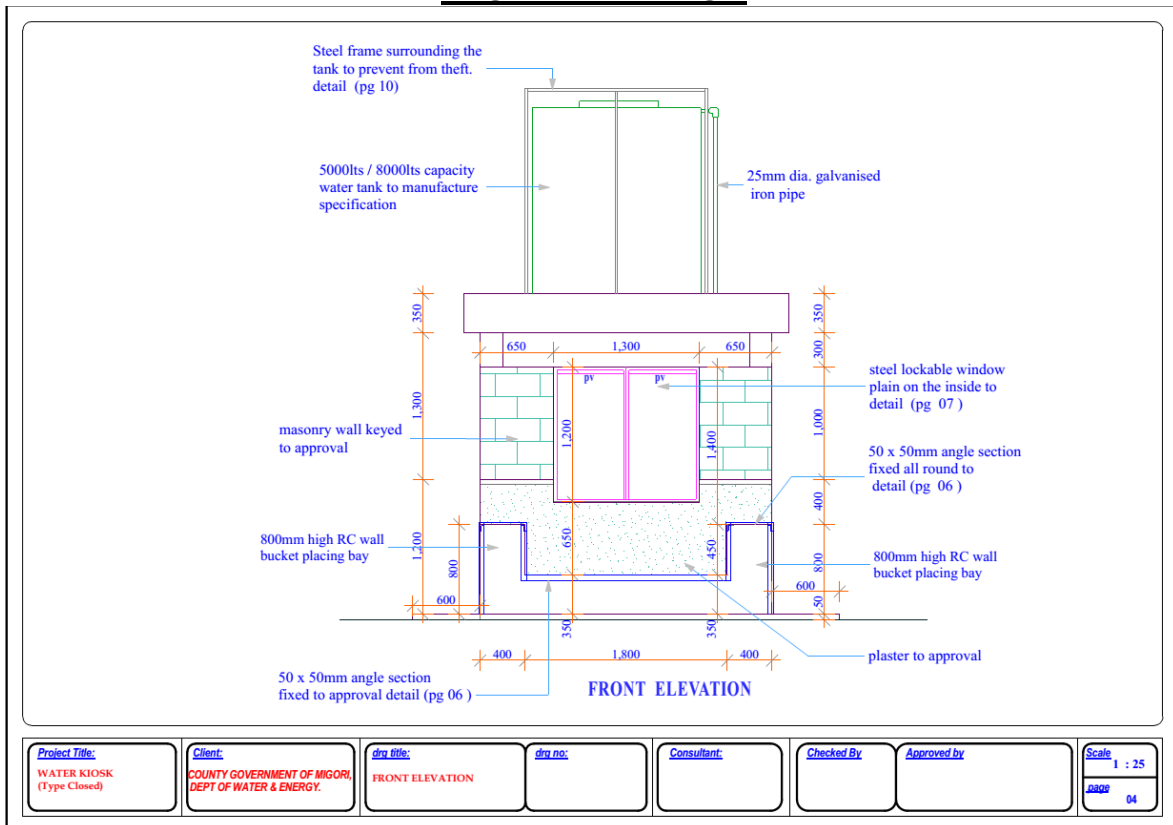 Steel frame surrounding the
tank to prevent from theft.
detail (pg 10)
5000lts / 8000lts capacity
water tank to manufacture
specification
25mm dia. galvanised
iron pipe
350
350
650
1,300
650
300
pv
pv
steel lockable window
plain on the inside to
detail (pg 07 )
1,300
1,200
1,400
1,000
masonry wall keyed
to approval
50 x 50mm angle section
fixed all round to
detail (pg 06 )
400
800mm high RC wall
bucket placing bay
1,200
800
650
450
800
800mm high RC wall
bucket placing bay
600
600
50
350
350
400
1,800
400
plaster to approval
50 x 50mm angle section
fixed to approval detail (pg 06 )
FRONT ELEVATION
Project Title:
WATER KIOSK
(Type Closed)
Client:
COUNTY GOVERNMENT OF MIGORI,
DEPT OF WATER & ENERGY.
drg title:
FRONT ELEVATION
drg no:
Consultant:
Checked By
Approved by
Scale
1 : 25
page
04